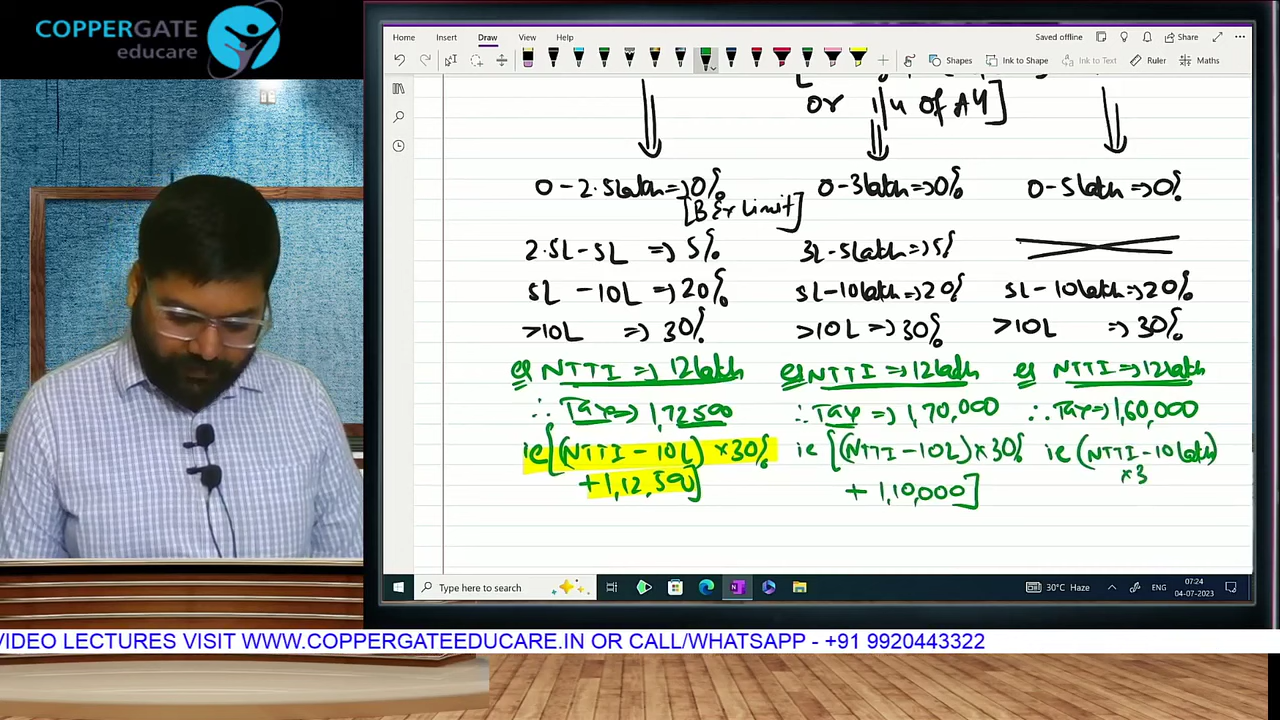 COPPERGATE
educare
Home Insert Draw View Help
Saved offline
Share
Shapes
Ink to Shape
Ink to Text
Ruler
Maths
or 1/4 of AY]
0-2.5lakh=>0% 0-3lakh=>0% 0-5lakh=>0%
[B Ex Limit]
2.5L-5L => 5% 3L-5lakh=>5%
5L -10L =>20% 5L-10lakh=>20% 5L-10lakh=>20%
>10L => 30% >10L => 30% >10L => 30%
eg NTTI => 12lakh eg NTTI => 12lakh eg NTTI => 12lakh
∴ Tax=> 1,72,500 ∴ Tax => 1,70,000 ∴ Tax=> 1,60,000
ie[(NTTI - 10L) ×30% ie [(NTTI-10L)×30% ie (NTTI-10lakh)
+1,12,500] + 1,10,000] ×3
Type here to search
30°C Haze
ENG
07:24
04-07-2023
VIDEO LECTURES VISIT WWW.COPPERGATEEDUCARE.IN OR CALL/WHATSAPP - +91 9920443322